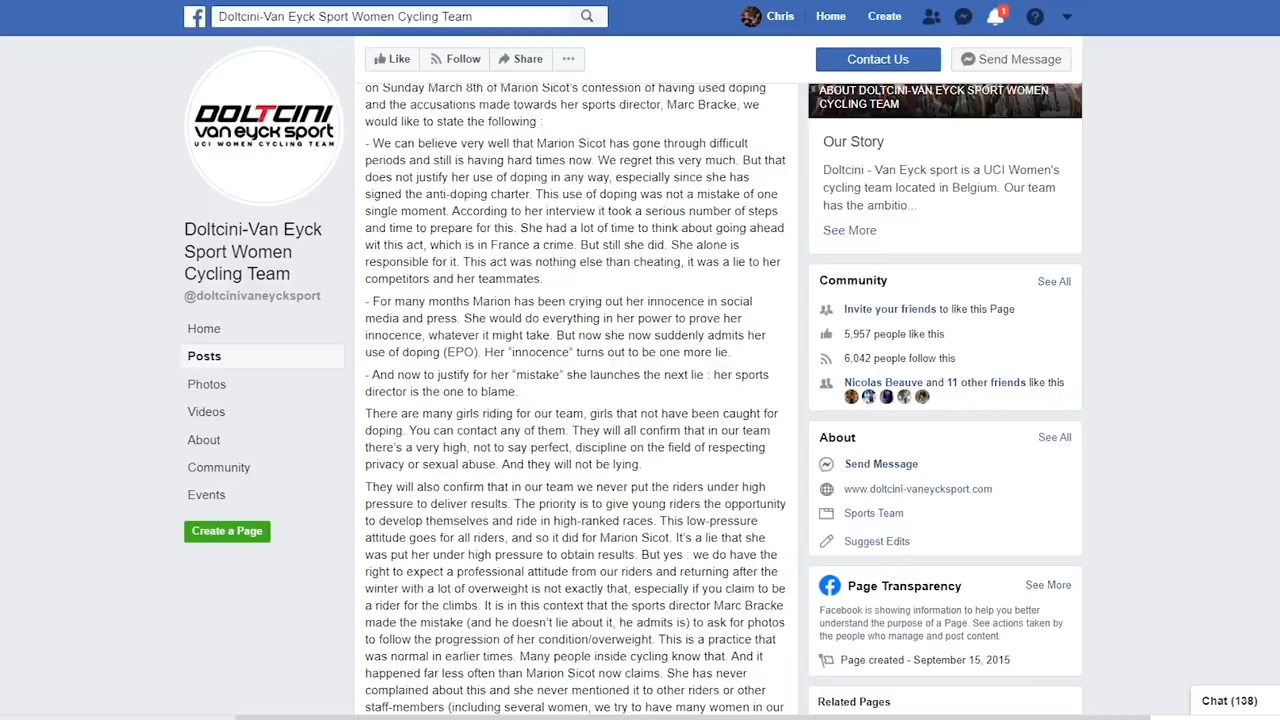 Doltcini-Van Eyck Sport Women Cycling Team
Chris
Home
Create
1
DOLTCINI
van eyck sport
UCI WOMEN CYCLING TEAM
Doltcini-Van Eyck
Sport Women
Cycling Team
@doltcinivaneycksport
Home
Posts
Photos
Videos
About
Community
Events
Create a Page
Like
Follow
Share
Contact Us
Send Message
on Sunday March 8th of Marion Sicot's confession of having used doping
and the accusations made towards her sports director, Marc Bracke, we
would like to state the following :
- We can believe very well that Marion Sicot has gone through difficult
periods and still is having hard times now. We regret this very much. But that
does not justify her use of doping in any way, especially since she has
signed the anti-doping charter. This use of doping was not a mistake of one
single moment. According to her interview it took a serious number of steps
and time to prepare for this. She had a lot of time to think about going ahead
wit this act, which is in France a crime. But still she did. She alone is
responsible for it. This act was nothing else than cheating, it was a lie to her
competitors and her teammates.
- For many months Marion has been crying out her innocence in social
media and press. She would do everything in her power to prove her
innocence, whatever it might take. But now she now suddenly admits her
use of doping (EPO). Her “innocence” turns out to be one more lie.
- And now to justify for her “mistake” she launches the next lie : her sports
director is the one to blame.
There are many girls riding for our team, girls that not have been caught for
doping. You can contact any of them. They will all confirm that in our team
there’s a very high, not to say perfect, discipline on the field of respecting
privacy or sexual abuse. And they will not be lying.
They will also confirm that in our team we never put the riders under high
pressure to deliver results. The priority is to give young riders the opportunity
to develop themselves and ride in high-ranked races. This low-pressure
attitude goes for all riders, and so it did for Marion Sicot. It’s a lie that she
was put her under high pressure to obtain results. But yes : we do have the
right to expect a professional attitude from our riders and returning after the
winter with a lot of overweight is not exactly that, especially if you claim to be
a rider for the climbs. It is in this context that the sports director Marc Bracke
made the mistake (and he doesn’t lie about it, he admits is) to ask for photos
to follow the progression of her condition/overweight. This is a practice that
was normal in earlier times. Many people inside cycling know that. And it
happened far less often than Marion Sicot now claims. She has never
complained about this and she never mentioned it to other riders or other
staff-members (including several women, we try to have many women in our
ABOUT DOLTCINI-VAN EYCK SPORT WOMEN
CYCLING TEAM
Our Story
Doltcini - Van Eyck sport is a UCI Women's
cycling team located in Belgium. Our team
has the ambitio...
See More
Community
See All
Invite your friends to like this Page
5,957 people like this
6,042 people follow this
Nicolas Beauve and 11 other friends like this
About
See All
Send Message
www.doltcini-vaneycksport.com
Sports Team
Suggest Edits
Page Transparency
See More
Facebook is showing information to help you better
understand the purpose of a Page. See actions taken by
the people who manage and post content.
Page created - September 15, 2015
Related Pages
Chat (138)